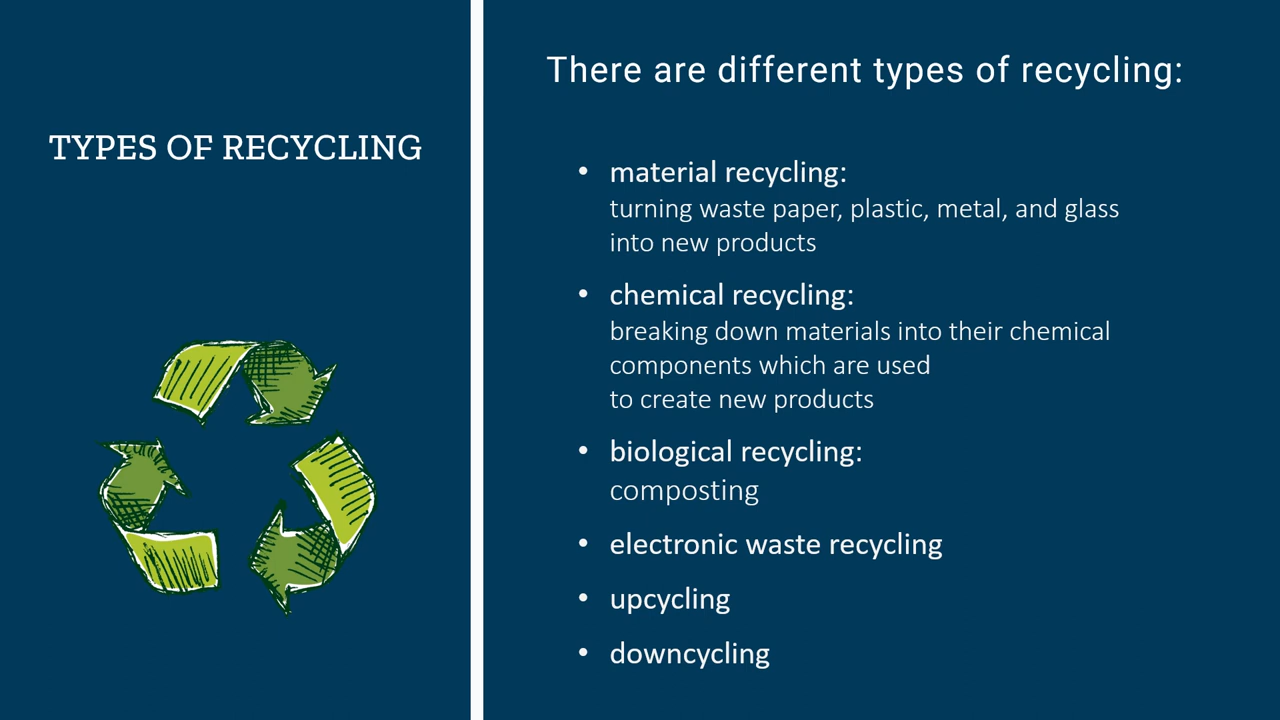 TYPES OF RECYCLING
There are different types of recycling:
• material recycling:
turning waste paper, plastic, metal, and glass
into new products
• chemical recycling:
breaking down materials into their chemical
components which are used
to create new products
• biological recycling:
composting
• electronic waste recycling
• upcycling
• downcycling